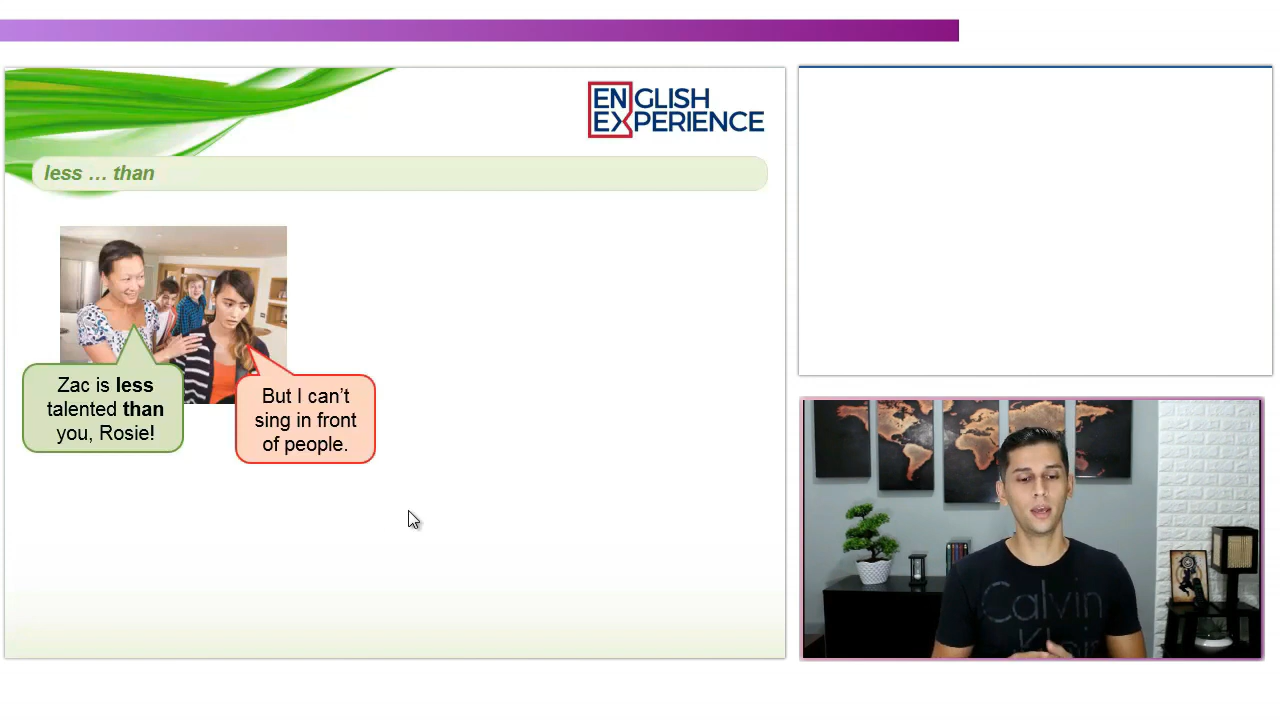 ENGLISH
EXPERIENCE
less … than
Zac is less
talented than
you, Rosie!
But I can’t
sing in front
of people.
Calvin
Klein